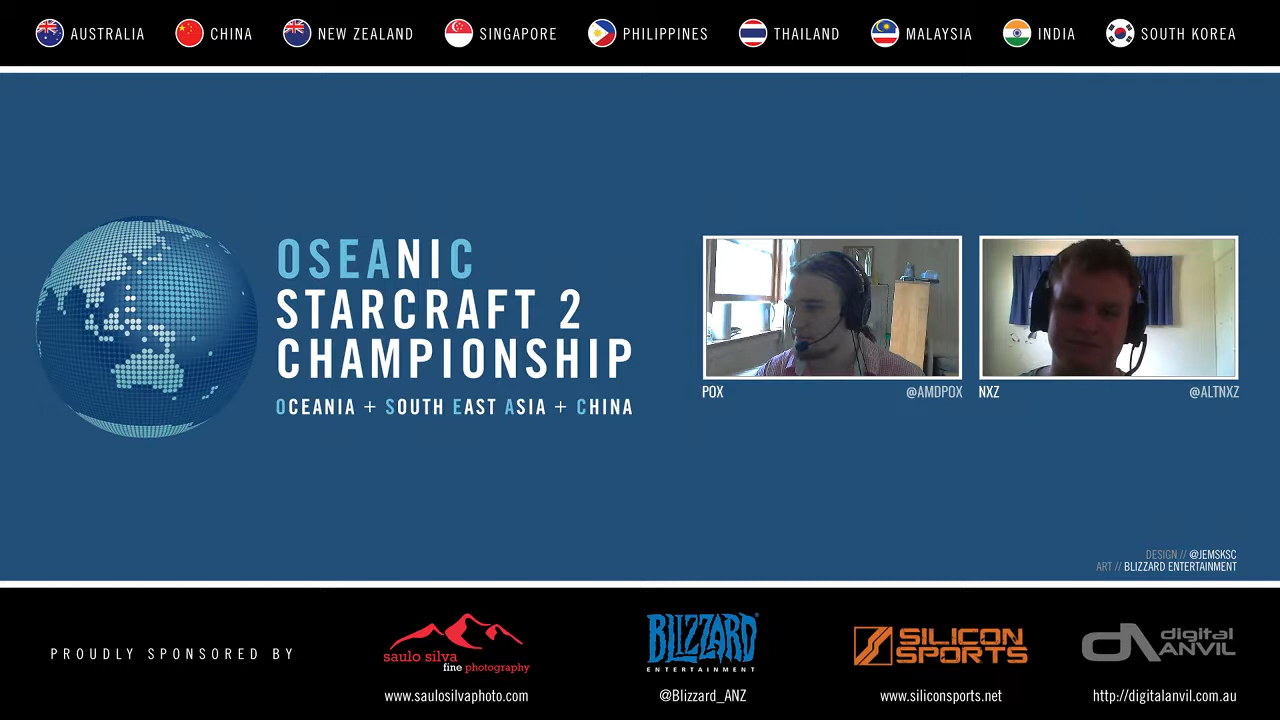 AUSTRALIA CHINA NEW ZEALAND SINGAPORE PHILIPPINES THAILAND MALAYSIA INDIA SOUTH KOREA
OSEANIC
STARCRAFT 2
CHAMPIONSHIP
OCEANIA + SOUTH EAST ASIA + CHINA
POX @AMDPOX
NXZ @ALTNXZ
DESIGN // @JEMSKSC
ART // BLIZZARD ENTERTAINMENT
PROUDLY SPONSORED BY
saulo silva
fine photography
www.saulosilvaphoto.com
BLIZZARD
ENTERTAINMENT
@Blizzard_ANZ
SILICON
SPORTS
www.siliconsports.net
digital
ANVIL
http://digitalanvil.com.au